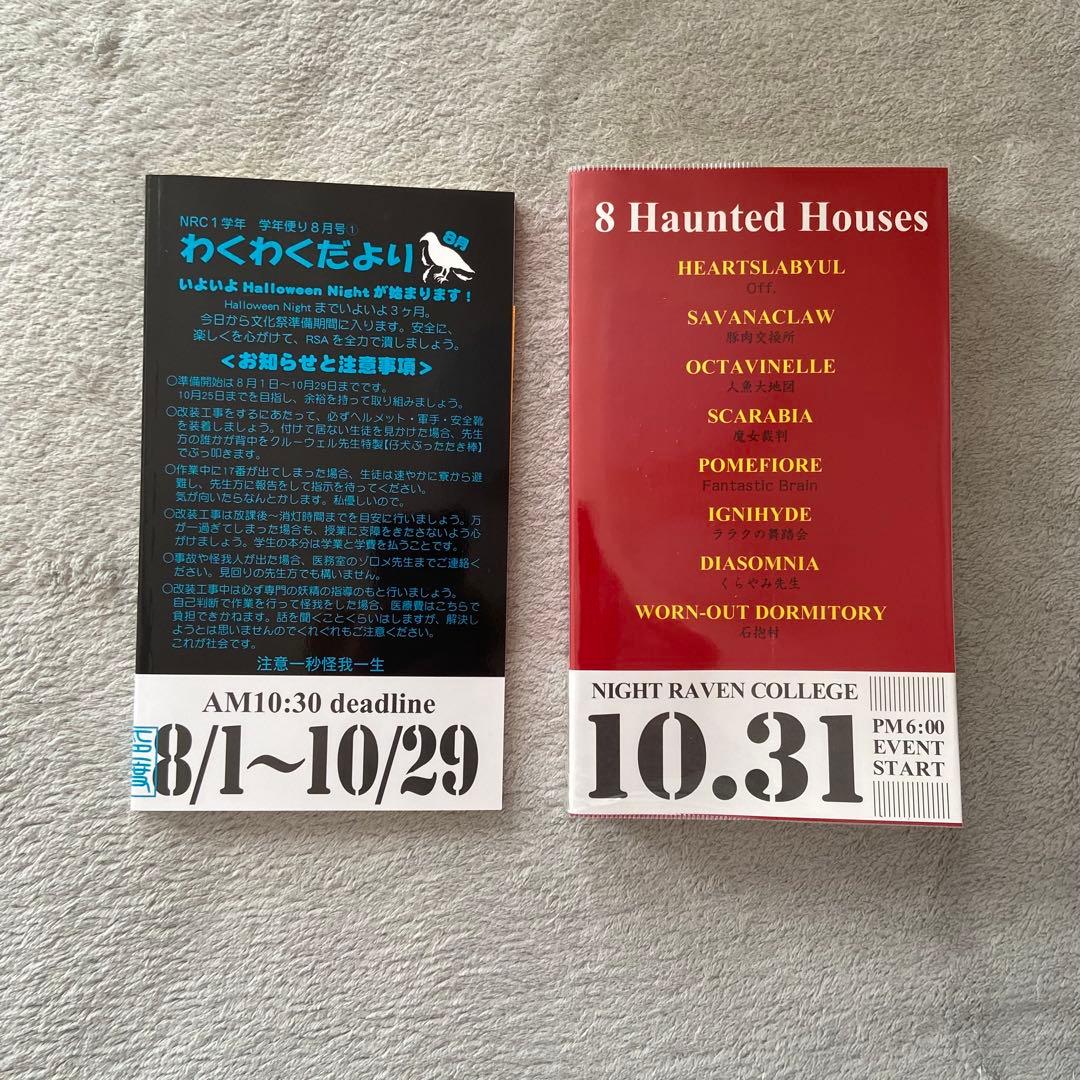 NRC1学年 学年便り8月号①
わくわくだより
8月
いよいよHalloween Nightが始まります！
Halloween Nightまでいよいよ3ヶ月。
今日から文化祭準備期間に入ります。安全に、
楽しくを心がけて、RSAを全力で潰しましょう。
＜お知らせと注意事項＞
○準備開始は8月1日～10月29日までです。
10月25日までを目指し、余裕を持って取り組みましょう。
○改装工事をするにあたって、必ずヘルメット・軍手・安全靴
を装着しましょう。付けて居ない生徒を見かけた場合、先生
方の誰かが背中をクルーウェル先生特製【仔犬ぶったたき棒】
でぶっ叩きます。
○作業中に17番が出てしまった場合、生徒は速やかに寮から避
難し、先生方に報告をして指示を待ってください。
気が向いたらなんとかします。私優しいので。
○改装工事は放課後～消灯時間までを目安に行いましょう。万
が一過ぎてしまった場合も、授業に支障をきたさないよう心
がけましょう。学生の本分は学業と学費を払うことです。
○事故や怪我人が出た場合、医務室のゾロメ先生までご連絡く
ださい。見回りの先生方でも構いません。
○改装工事中は必ず専門の妖精の指導のもと行いましょう。
自己判断で作業を行って怪我をした場合、医療費はこちらで
負担できかねます。話を聞くことくらいはしますが、解決し
ようとは思いませんのでくれぐれもご注意ください。
これが社会です。
注意一秒怪我一生
AM10:30 deadline
8/1～10/29
8 Haunted Houses
HEARTSLABYUL
Off.
SAVANACLAW
豚肉交換所
OCTAVINELLE
人魚大地図
SCARABIA
魔女裁判
POMEFIORE
Fantastic Brain
IGNIHYDE
ララクの舞踏会
DIASOMNIA
くらやみ先生
WORN-OUT DORMITORY
石抱村
NIGHT RAVEN COLLEGE
10.31
PM6:00
EVENT
START